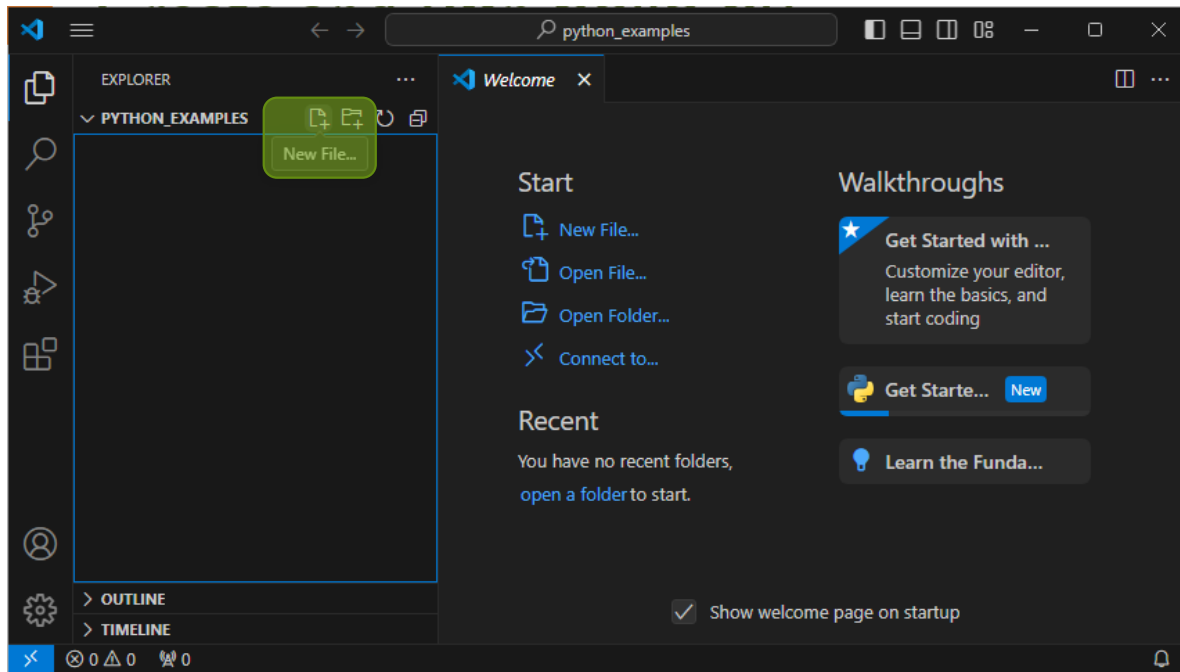 python_examples
EXPLORER
Welcome
PYTHON_EXAMPLES
New File...
Start
New File...
Open File...
Open Folder...
Connect to...
Recent
You have no recent folders,
open a folder to start.
Walkthroughs
Get Started with ...
Customize your editor,
learn the basics, and
start coding
Get Starte... New
Learn the Funda...
Show welcome page on startup
OUTLINE
TIMELINE
0 0 0